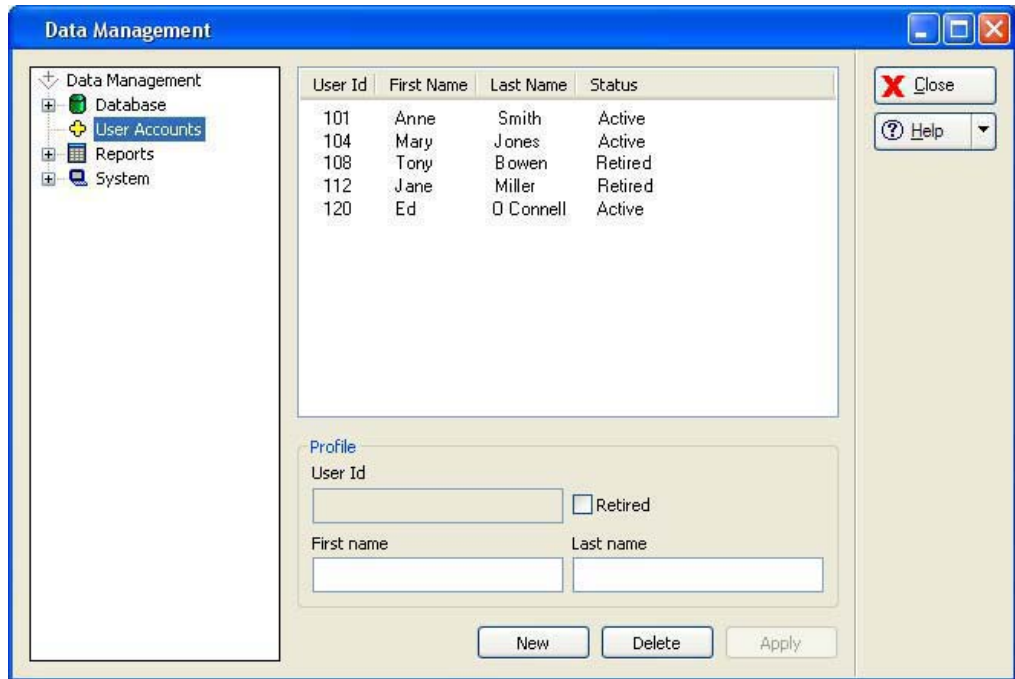 Data Management
Data Management
Database
User Accounts
Reports
System
User Id First Name Last Name Status
101 Anne Smith Active
104 Mary Jones Active
108 Tony Bowen Retired
112 Jane Miller Retired
120 Ed O Connell Active
Profile
User Id
Retired
First name Last name
New Delete Apply
Close
Help